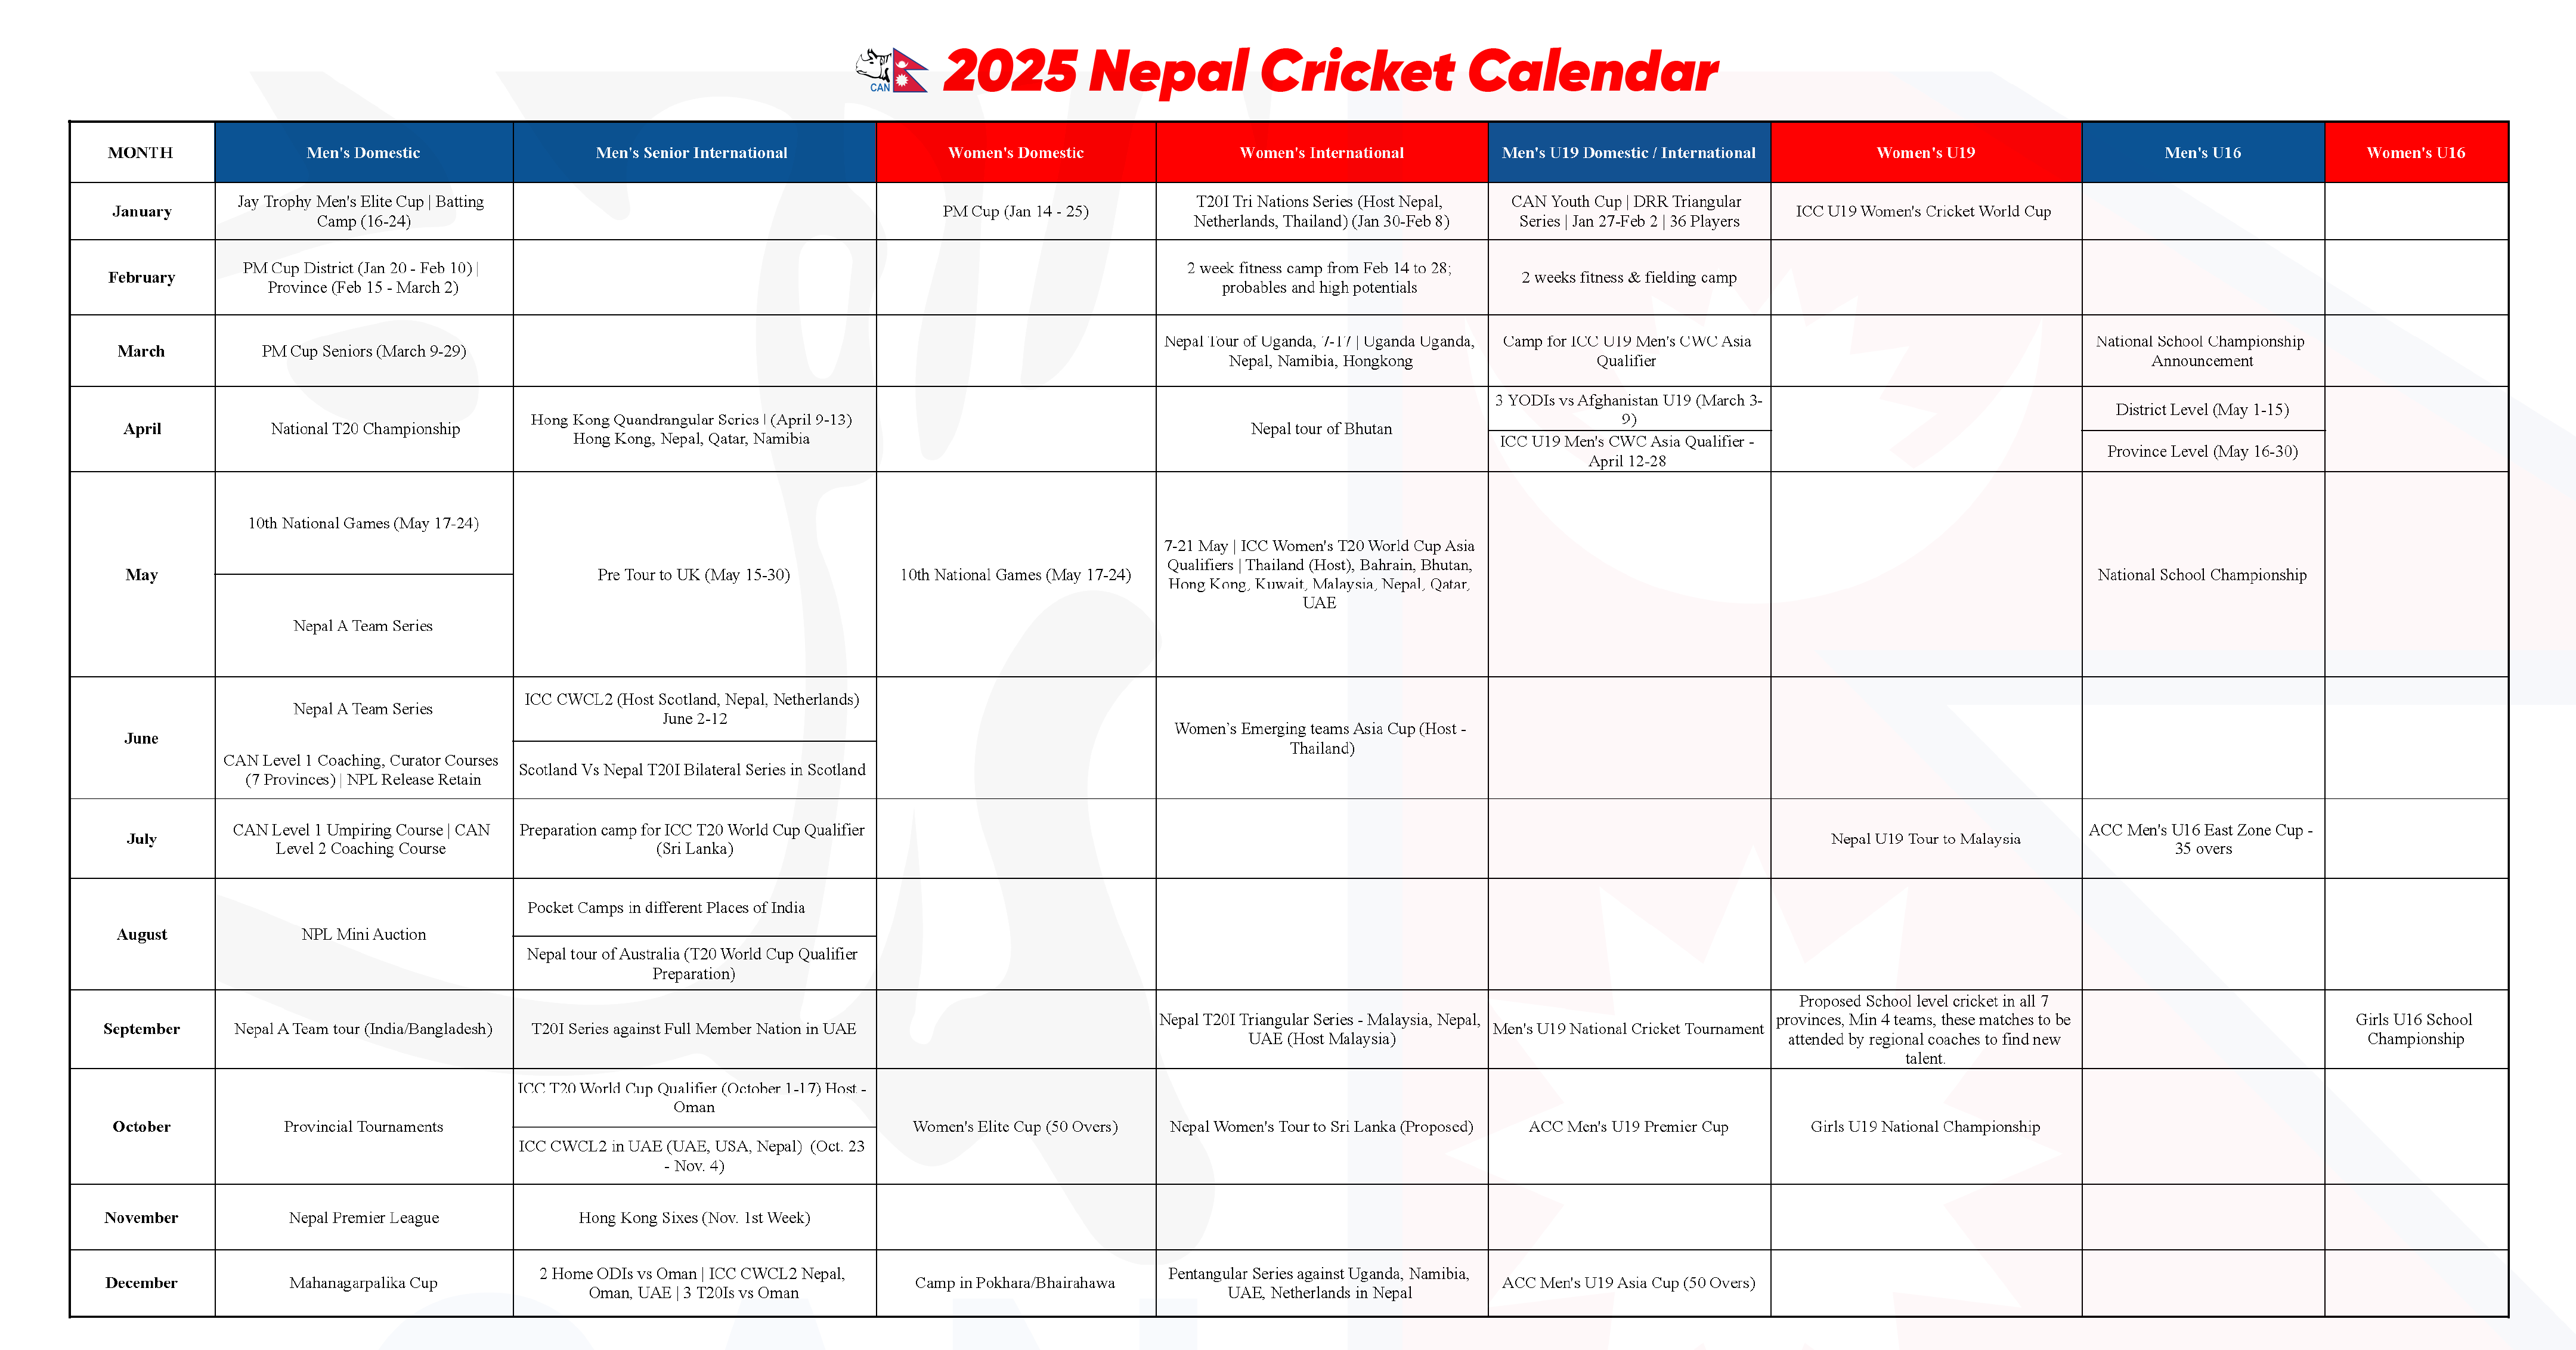 CAN
2025 Nepal Cricket Calendar
MONTH
Men's Domestic
Men's Senior International
Women's Domestic
Women's International
Men's U19 Domestic / International
Women's U19
Men's U16
Women's U16
January
Jay Trophy Men's Elite Cup | Batting
Camp (16-24)
PM Cup (Jan 14 - 25)
T20I Tri Nations Series (Host Nepal,
Netherlands, Thailand) (Jan 30-Feb 8)
CAN Youth Cup | DRR Triangular
Series | Jan 27-Feb 2 | 36 Players
ICC U19 Women's Cricket World Cup
February
PM Cup District (Jan 20 - Feb 10) |
Province (Feb 15 - March 2)
2 week fitness camp from Feb 14 to 28;
probables and high potentials
2 weeks fitness & fielding camp
March
PM Cup Seniors (March 9-29)
Nepal Tour of Uganda, 7-17 | Uganda Uganda,
Nepal, Namibia, Hongkong
Camp for ICC U19 Men's CWC Asia
Qualifier
National School Championship
Announcement
April
National T20 Championship
Hong Kong Quandrangular Series | (April 9-13)
Hong Kong, Nepal, Qatar, Namibia
Nepal tour of Bhutan
3 YODIs vs Afghanistan U19 (March 3-
9)
ICC U19 Men's CWC Asia Qualifier -
April 12-28
District Level (May 1-15)
Province Level (May 16-30)
May
10th National Games (May 17-24)
Nepal A Team Series
Pre Tour to UK (May 15-30)
10th National Games (May 17-24)
7-21 May | ICC Women's T20 World Cup Asia
Qualifiers | Thailand (Host), Bahrain, Bhutan,
Hong Kong, Kuwait, Malaysia, Nepal, Qatar,
UAE
National School Championship
June
Nepal A Team Series
CAN Level 1 Coaching, Curator Courses
(7 Provinces) | NPL Release Retain
ICC CWCL2 (Host Scotland, Nepal, Netherlands)
June 2-12
Scotland Vs Nepal T20I Bilateral Series in Scotland
Women`s Emerging teams Asia Cup (Host -
Thailand)
July
CAN Level 1 Umpiring Course | CAN
Level 2 Coaching Course
Preparation camp for ICC T20 World Cup Qualifier
(Sri Lanka)
Nepal U19 Tour to Malaysia
ACC Men's U16 East Zone Cup -
35 overs
August
NPL Mini Auction
Pocket Camps in different Places of India
Nepal tour of Australia (T20 World Cup Qualifier
Preparation)
September
Nepal A Team tour (India/Bangladesh)
T20I Series against Full Member Nation in UAE
Nepal T20I Triangular Series - Malaysia, Nepal,
UAE (Host Malaysia)
Men's U19 National Cricket Tournament
Proposed School level cricket in all 7
provinces, Min 4 teams, these matches to be
attended by regional coaches to find new
talent.
Girls U16 School
Championship
October
Provincial Tournaments
ICC T20 World Cup Qualifier (October 1-17) Host -
Oman
ICC CWCL2 in UAE (UAE, USA, Nepal) (Oct. 23
- Nov. 4)
Women's Elite Cup (50 Overs)
Nepal Women's Tour to Sri Lanka (Proposed)
ACC Men's U19 Premier Cup
Girls U19 National Championship
November
Nepal Premier League
Hong Kong Sixes (Nov. 1st Week)
December
Mahanagarpalika Cup
2 Home ODIs vs Oman | ICC CWCL2 Nepal,
Oman, UAE | 3 T20Is vs Oman
Camp in Pokhara/Bhairahawa
Pentangular Series against Uganda, Namibia,
UAE, Netherlands in Nepal
ACC Men's U19 Asia Cup (50 Overs)